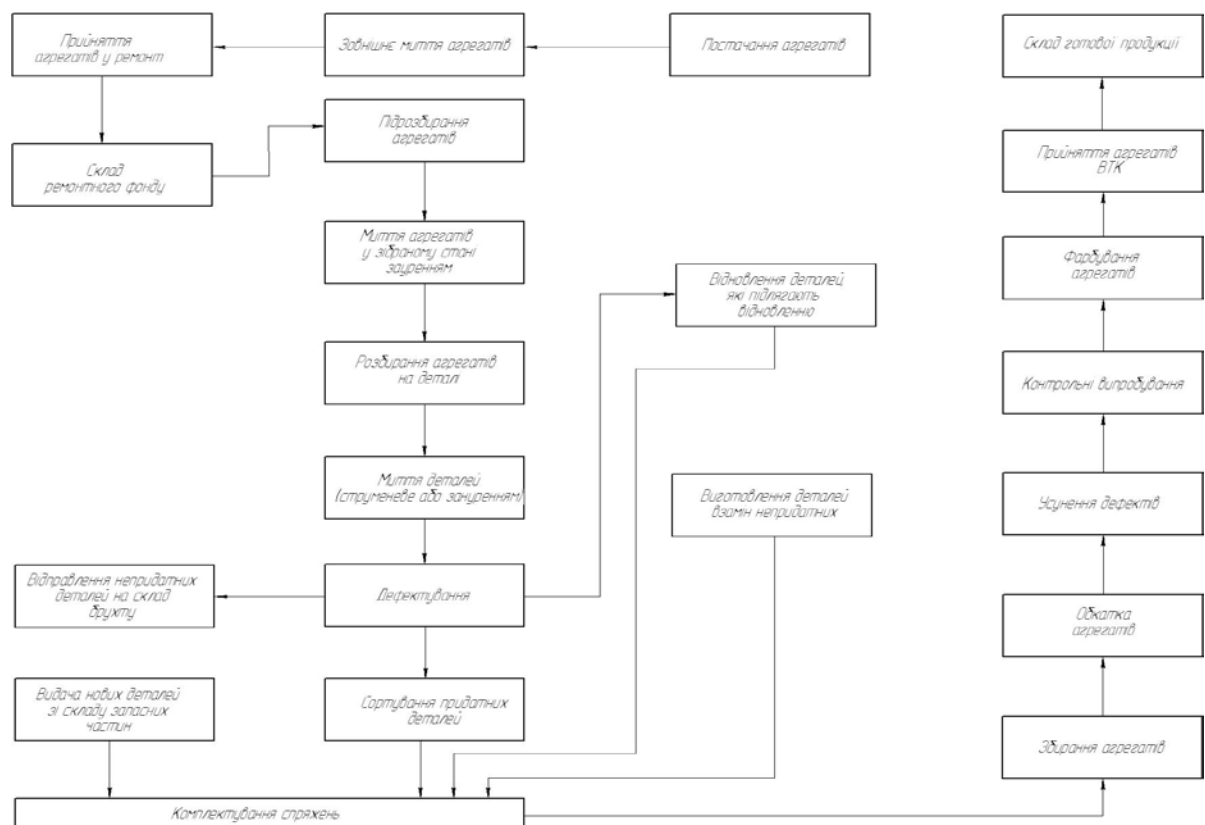 Прийняття
агрегатів у ремонт
Зовнішнє миття агрегатів
Постачання агрегатів
Склад готової продукції
Підрозбирання
агрегатів
Склад
ремонтного фонду
Прийняття агрегатів
ВТК
Миття агрегатів
у зібраному стані
зауренням
Фарбування
агрегатів
Відновлення деталей,
які підлягають
відновленню
Розбирання агрегатів
на деталі
Контрольні випробування
Миття деталей
(струменеве або зануренням)
Виготовлення деталей
взамін непридатних
Усунення дефектів
Відправлення непридатних
деталей на склад
брухту
Дефектування
Обкатка
агрегатів
Видача нових деталей
зі складу запасних
частин
Сортування придатних
деталей
Збирання агрегатів
Комплектування спряжень